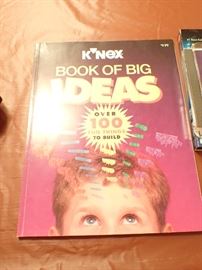 K'NEX
BOOK OF BIG
IDEAS
OVER
100
FUN THINGS
TO BUILD